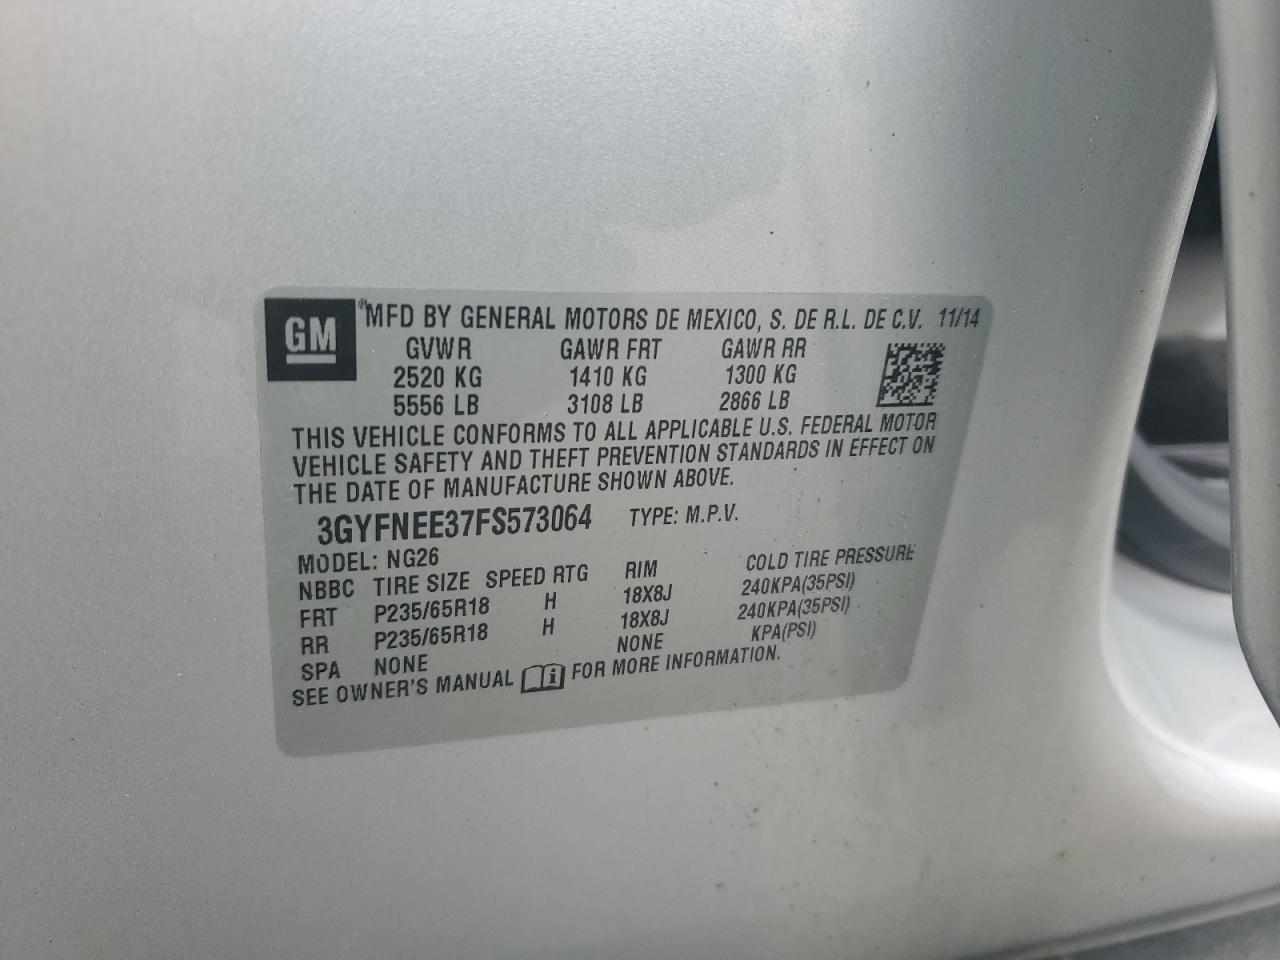 GM ® MFD BY GENERAL MOTORS DE MEXICO, S. DE R.L. DE C.V. 11/14
GVWR GAWR FRT GAWR RR
2520 KG 1410 KG 1300 KG
5556 LB 3108 LB 2866 LB
THIS VEHICLE CONFORMS TO ALL APPLICABLE U.S. FEDERAL MOTOR
VEHICLE SAFETY AND THEFT PREVENTION STANDARDS IN EFFECT ON
THE DATE OF MANUFACTURE SHOWN ABOVE.
3GYFNEE37FS573064 TYPE: M.P.V.
MODEL: NG26
NBBC TIRE SIZE SPEED RTG RIM COLD TIRE PRESSURE
FRT P235/65R18 H 18X8J 240KPA(35PSI)
RR P235/65R18 H 18X8J 240KPA(35PSI)
SPA NONE NONE KPA(PSI)
SEE OWNER'S MANUAL FOR MORE INFORMATION.